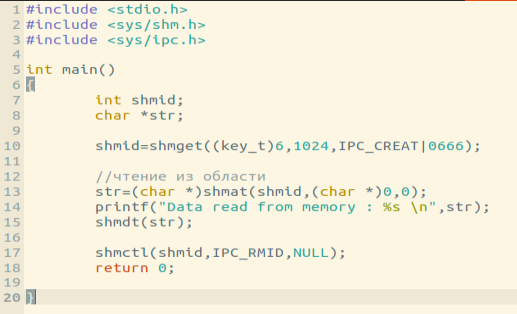 1 #include <stdio.h>
2 #include <sys/shm.h>
3 #include <sys/ipc.h>
4
5 int main()
6 {
7         int shmid;
8         char *str;
9
10         shmid=shmget((key_t)6,1024,IPC_CREAT|0666);
11
12         //чтение из области
13         str=(char *)shmat(shmid,(char *)0,0);
14         printf("Data read from memory : %s \n",str);
15         shmdt(str);
16
17         shmctl(shmid,IPC_RMID,NULL);
18         return 0;
19
20 }